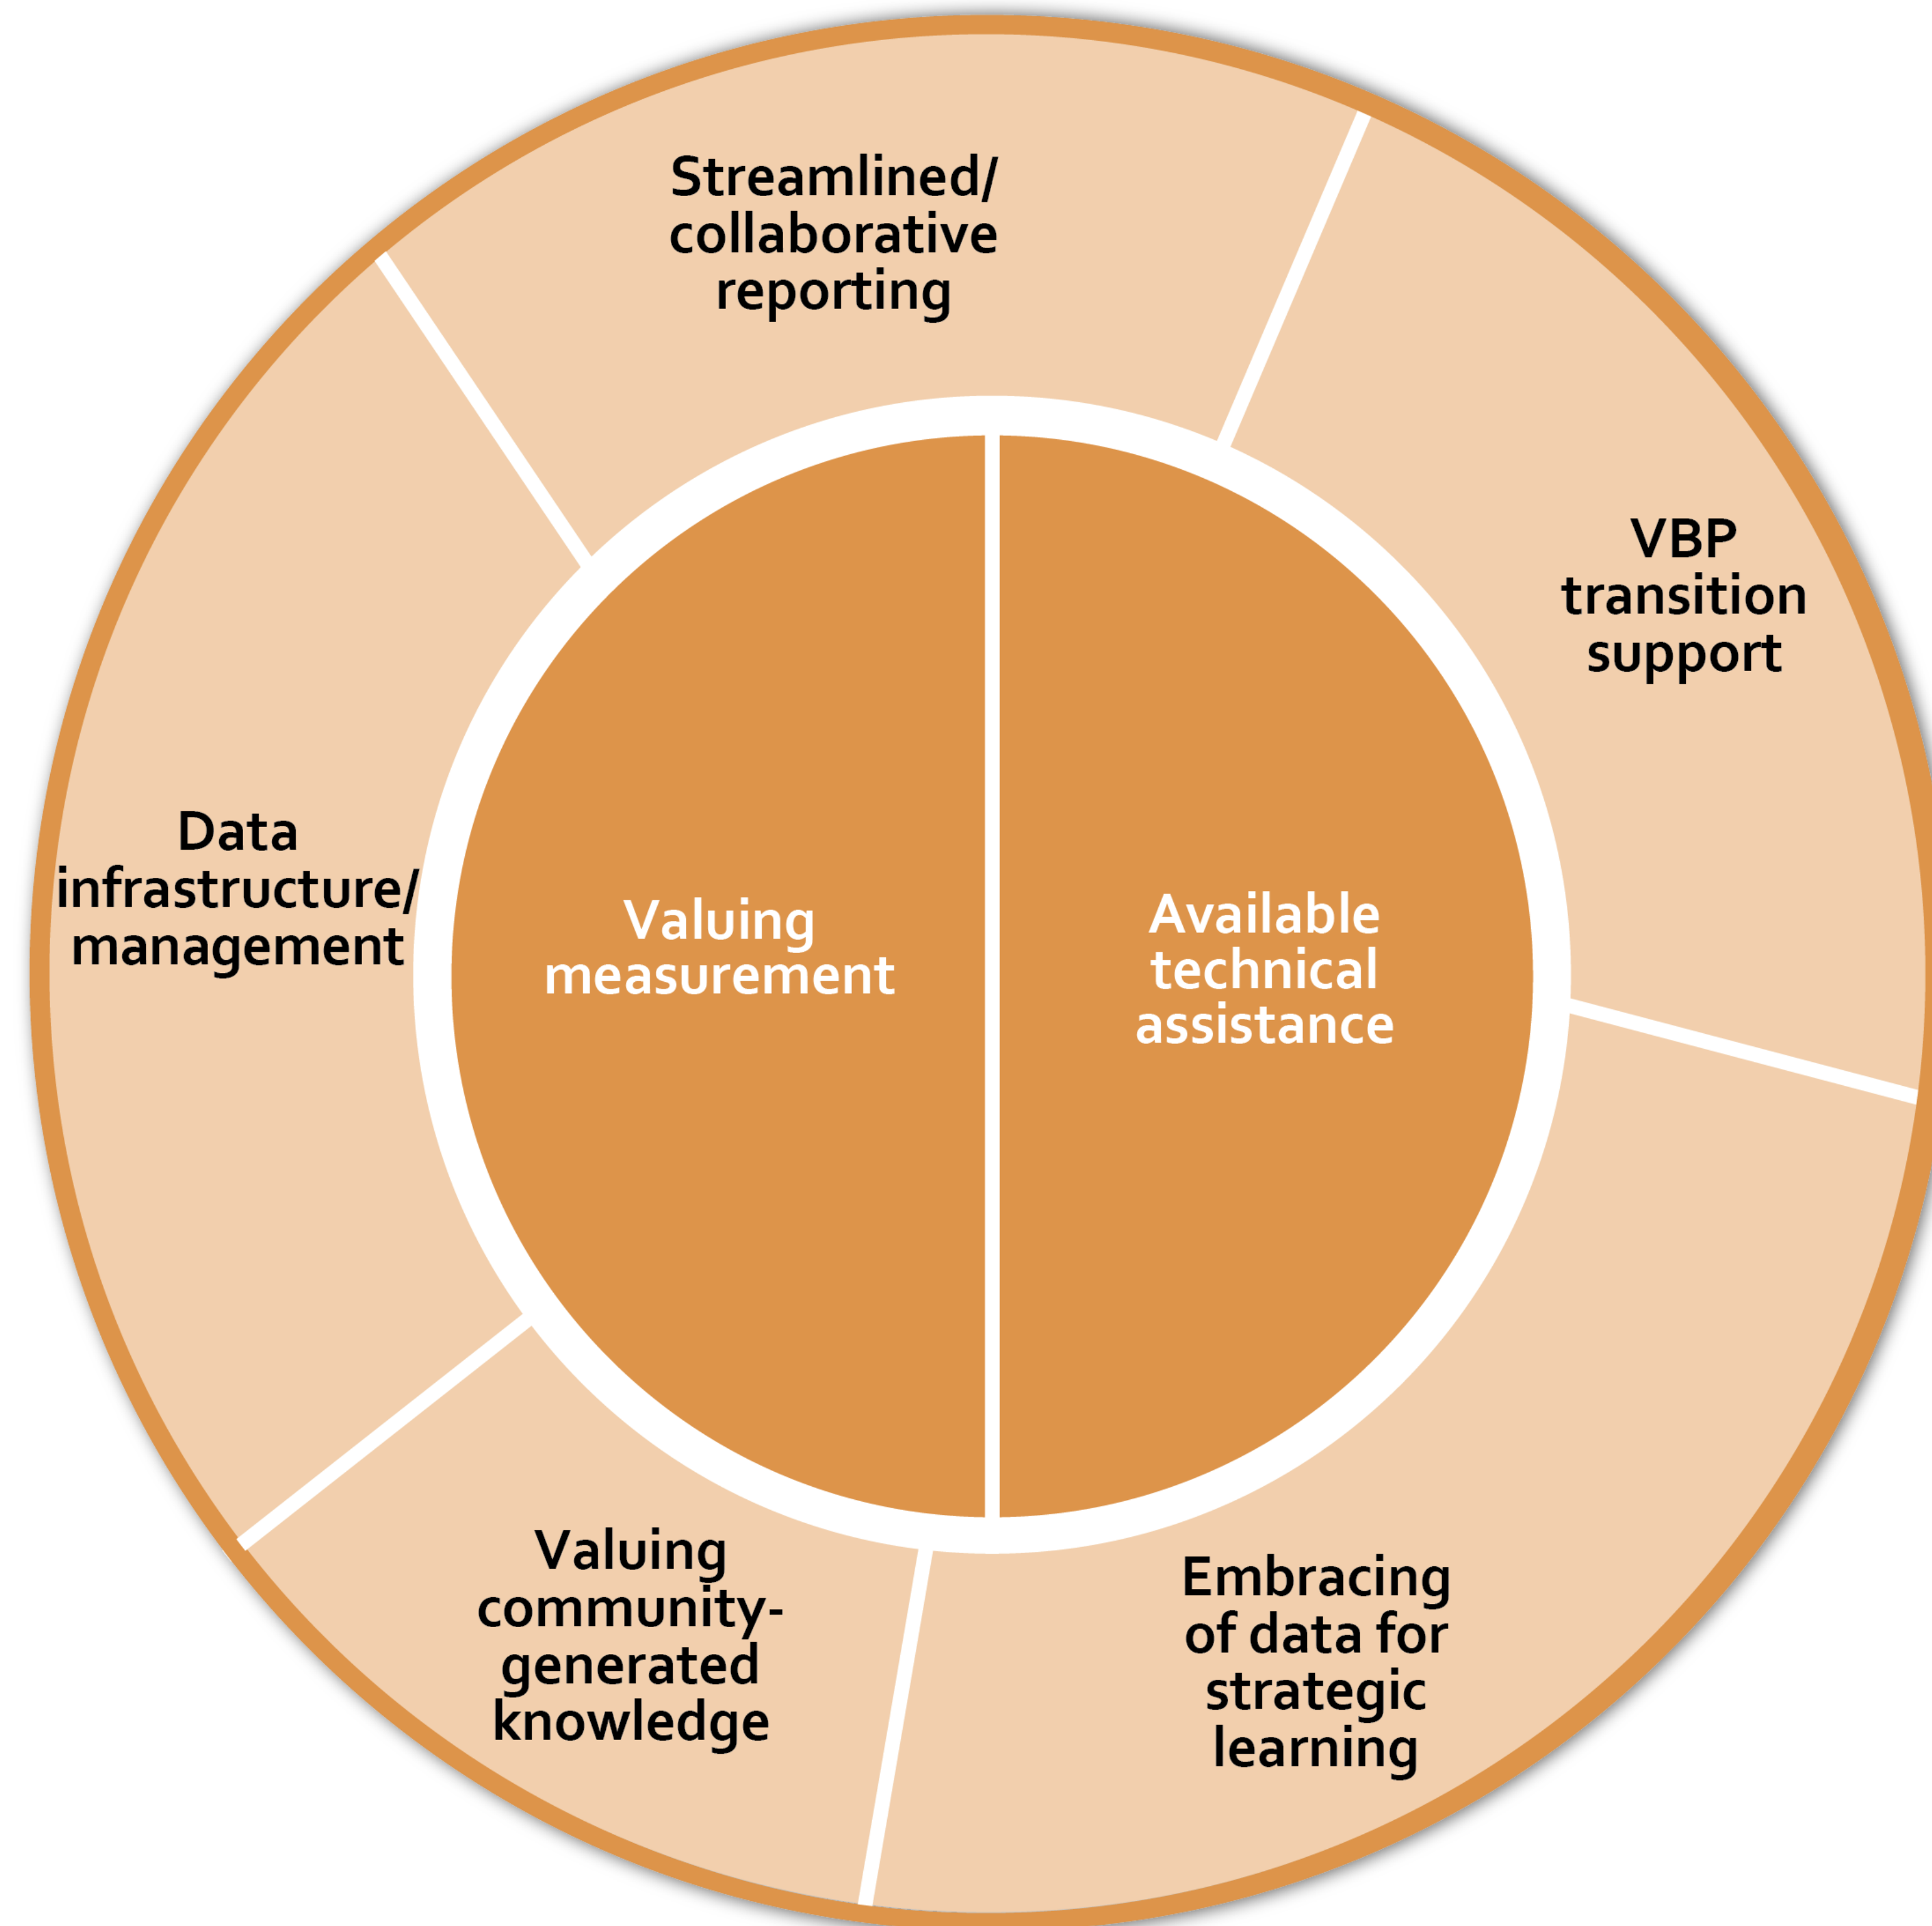 Streamlined/
collaborative
reporting
VBP
transition
support
Data
infrastructure/
management
Valuing
measurement
Available
technical
assistance
Valuing
community-
generated
knowledge
Embracing
of data for
strategic
learning